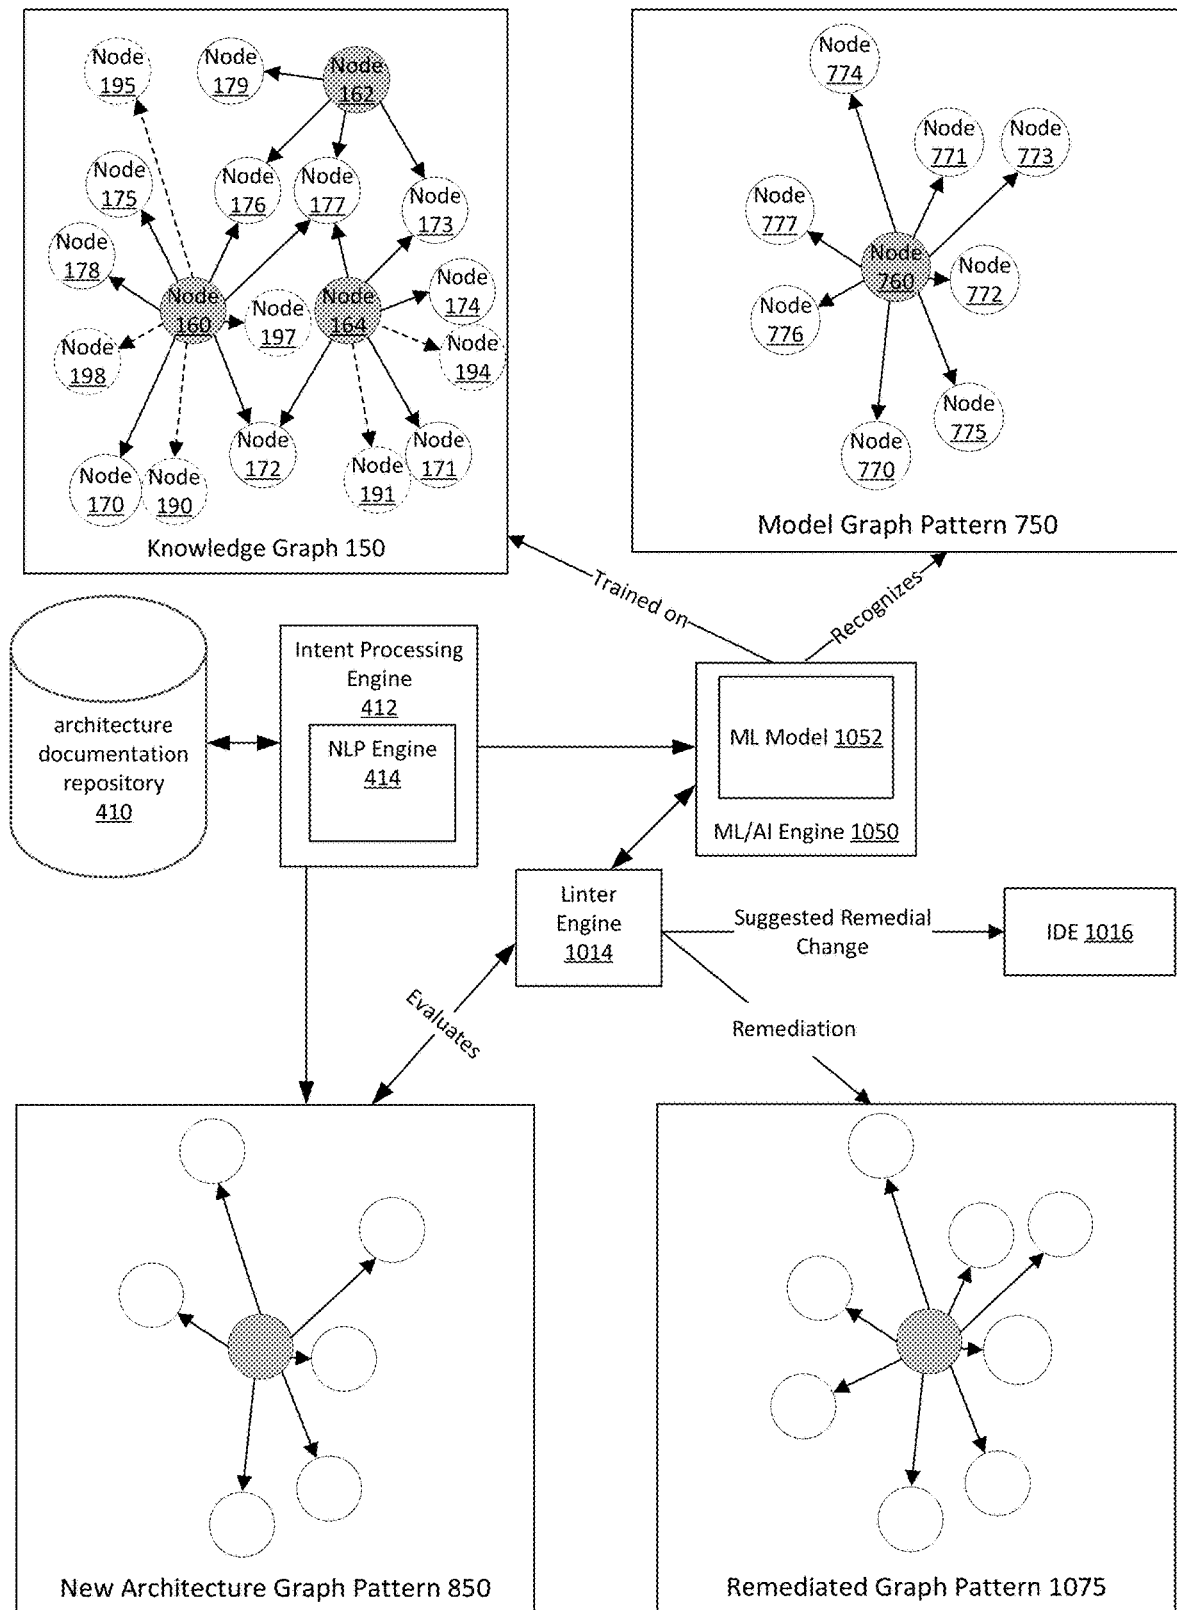 Node
195
Node
179
Node
162
Node
175
Node
176
Node
177
Node
173
Node
178
Node
160
Node
197
Node
164
Node
174
Node
194
Node
198
Node
170
Node
190
Node
172
Node
191
Node
171
Knowledge Graph 150
Node
774
Node
771
Node
773
Node
777
Node
760
Node
772
Node
776
Node
775
Node
770
Model Graph Pattern 750
Trained on
Recognizes
architecture
documentation
repository
410
Intent Processing
Engine
412
NLP Engine
414
ML Model 1052
ML/AI Engine 1050
Linter
Engine
1014
Suggested Remedial
Change
IDE 1016
Evaluates
Remediation
New Architecture Graph Pattern 850
Remediated Graph Pattern 1075